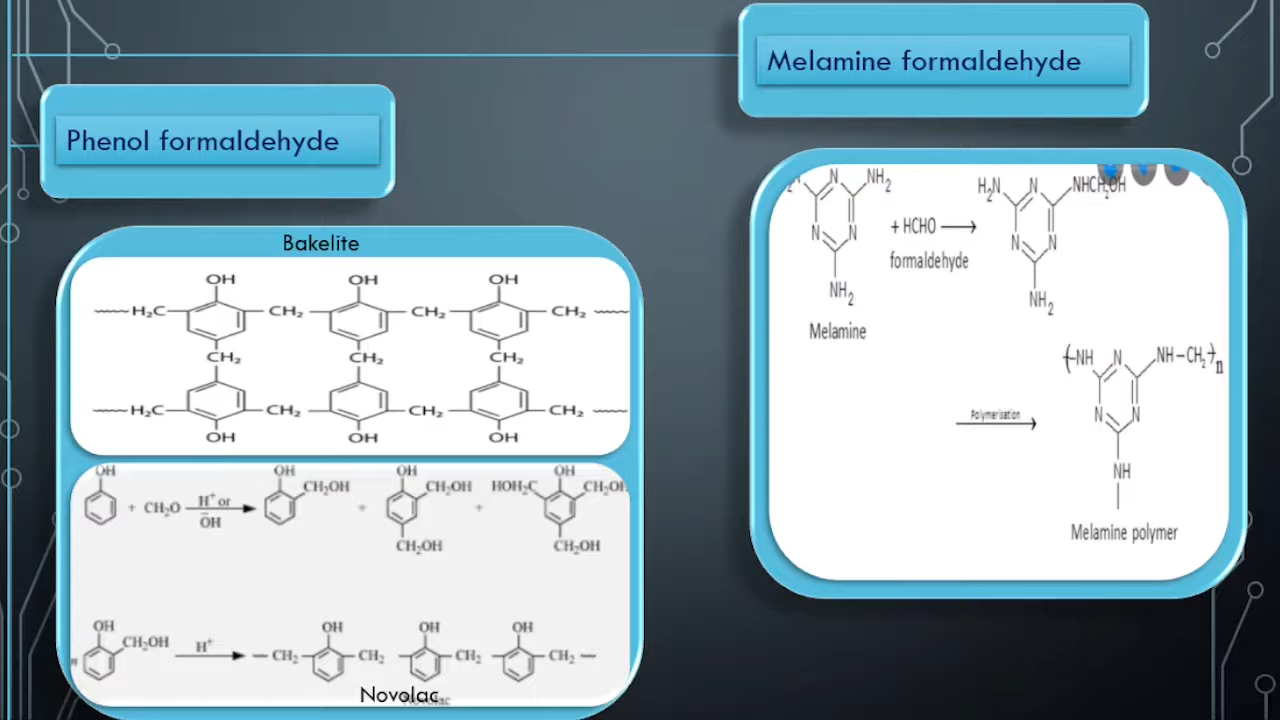 Melamine formaldehyde
Phenol formaldehyde
Bakelite
OH OH OH
H₂C CH₂ CH₂ CH₂
CH₂ CH₂ CH₂
H₂C CH₂ CH₂ CH₂
OH OH OH
OH OH OH OH
+ CH₂O H⁺ or CH₂OH + CH₂OH + HOH₂C CH₂OH
ŌH
CH₂OH CH₂OH
OH OH OH OH
n CH₂OH H⁺ — CH₂ CH₂ CH₂ CH₂ —
Novolac
Novolac
N NH₂ H₂N N NHCH₂OH
N N + HCHO N N
formaldehyde
NH₂ NH₂
Melamine
(-NH N NH–CH₂)n
Polymerisation N N
NH
Melamine polymer